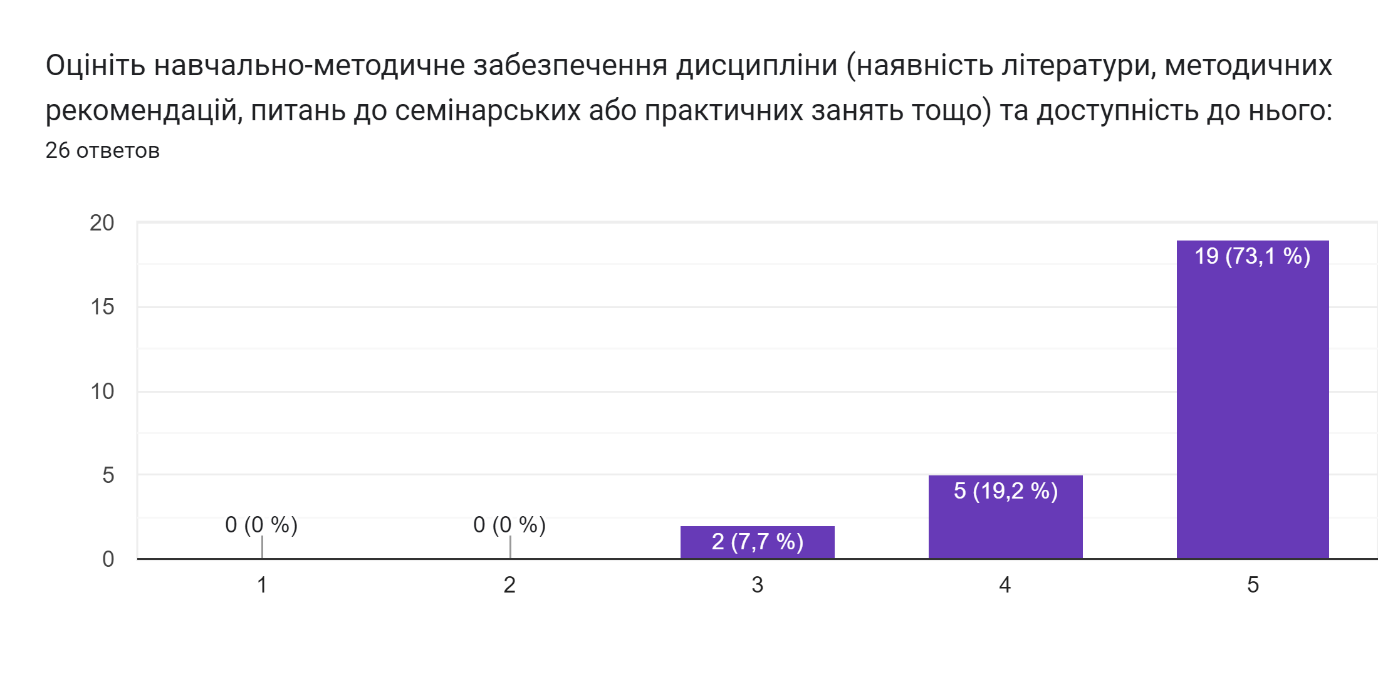 Оцініть навчально-методичне забезпечення дисципліни (наявність літератури, методичних
рекомендацій, питань до семінарських або практичних занять тощо) та доступність до нього:
26 ответов
20
15
10
5
0
0 (0 %)
0 (0 %)
2 (7,7 %)
5 (19,2 %)
19 (73,1 %)
1
2
3
4
5